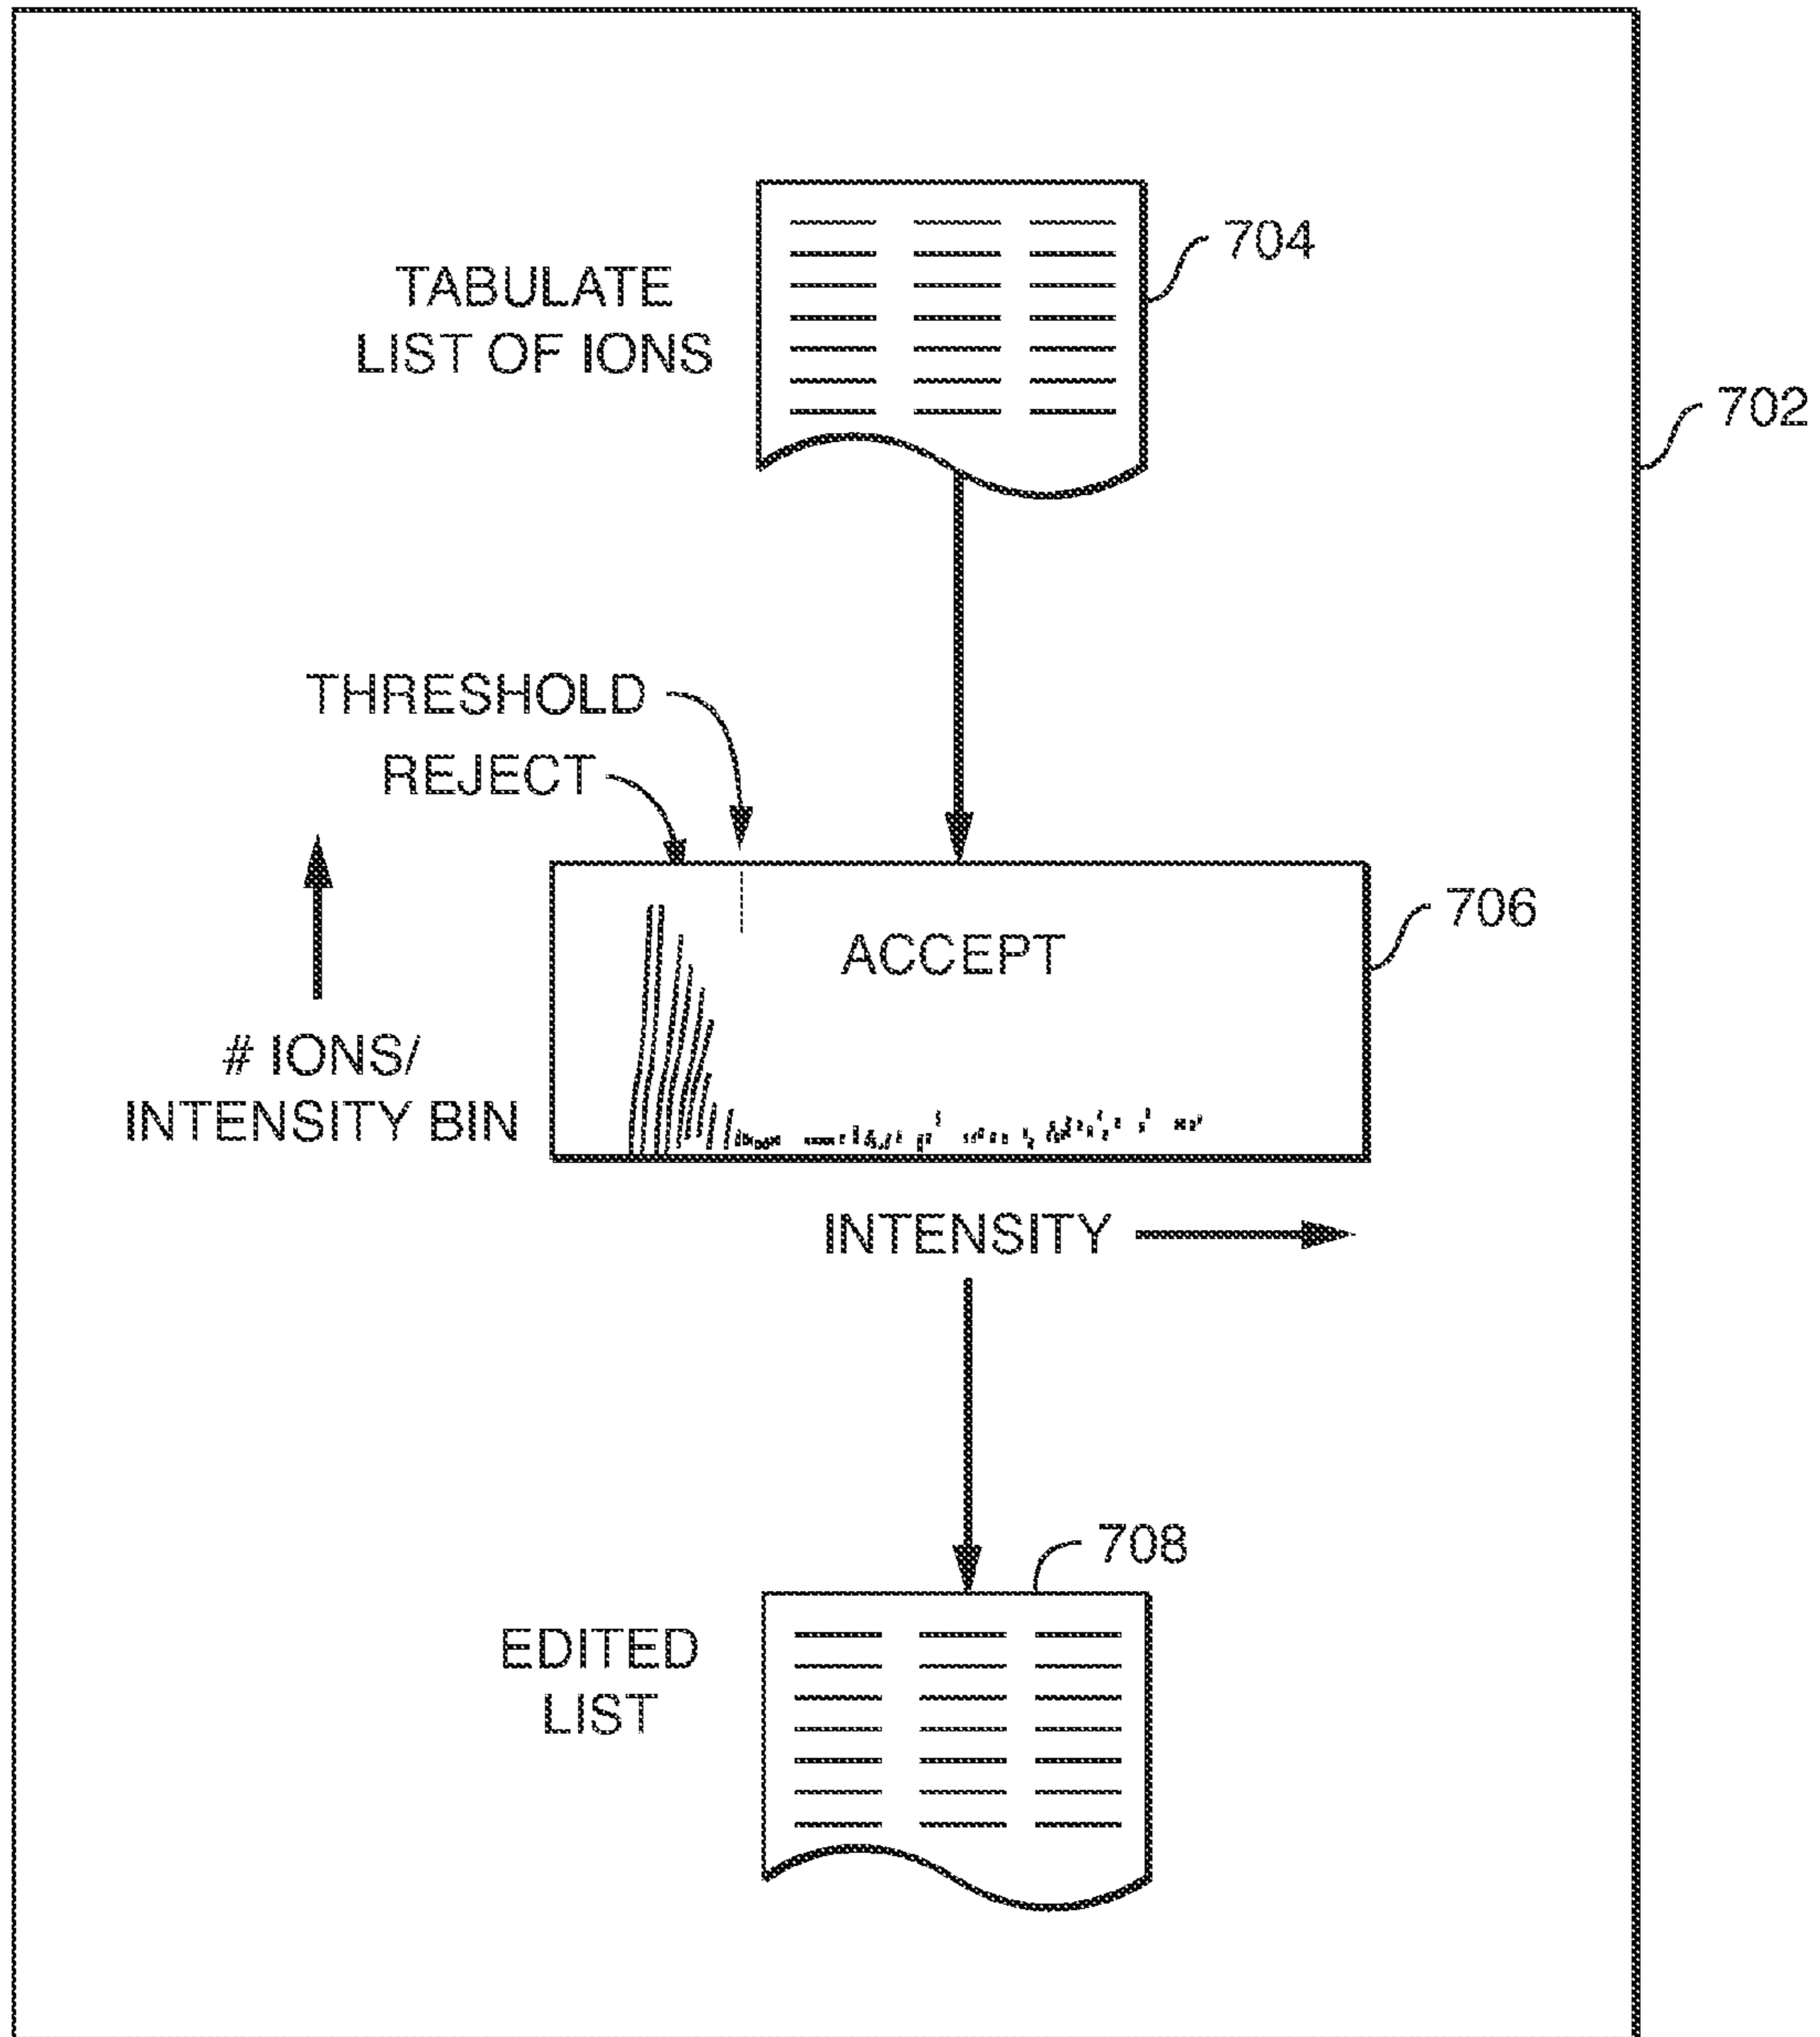 704
TABULATE
LIST OF IONS
702
THRESHOLD
REJECT
706
ACCEPT
# IONS/
INTENSITY BIN
INTENSITY
708
EDITED
LIST